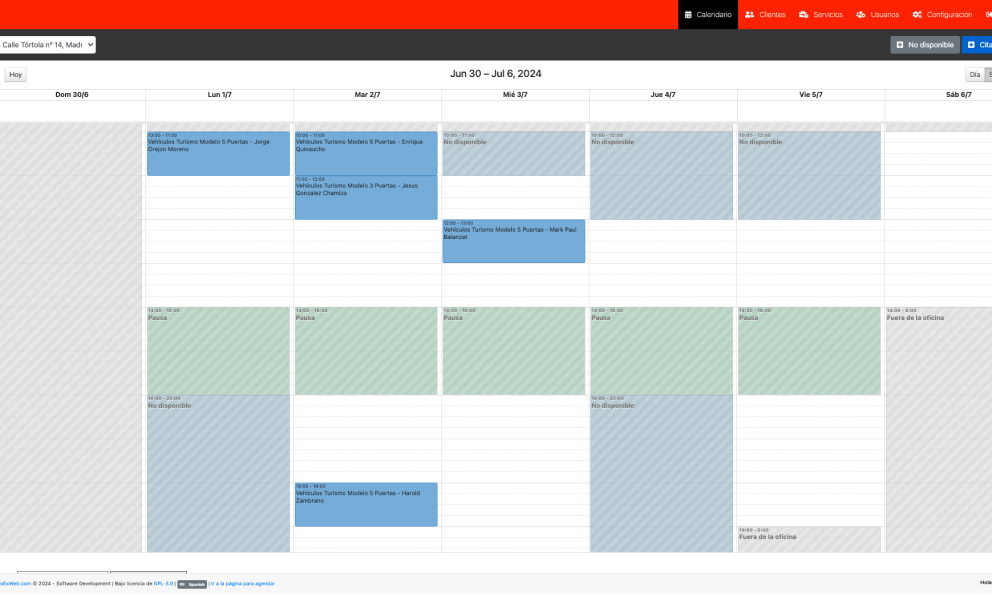 Calendario Clientes Servicios Usuarios Configuración
Calle Tórtola nº 14, Madri
No disponible Cita
Hoy Jun 30 – Jul 6, 2024 Día S
Dom 30/6 Lun 1/7 Mar 2/7 Mié 3/7 Jue 4/7 Vie 5/7 Sáb 6/7
10:00 - 11:00
Vehículos Turismo Modelo 5 Puertas - Jorge
Orejon Moreno
10:00 - 11:00
Vehículos Turismo Modelo 5 Puertas - Enrique
Quinaucho
10:00 - 11:00
No disponible
10:00 - 12:00
No disponible
10:00 - 12:00
No disponible
11:00 - 12:00
Vehículos Turismo Modelo 3 Puertas - Jesus
Gonzalez Chamizo
12:00 - 13:00
Vehículos Turismo Modelo 5 Puertas - Mark Paul
Balanzat
14:00 - 16:00
Pausa
14:00 - 16:00
Pausa
14:00 - 16:00
Pausa
14:00 - 16:00
Pausa
14:00 - 16:00
Pausa
14:00 - 0:00
Fuera de la oficina
16:00 - 20:00
No disponible
16:00 - 20:00
No disponible
18:00 - 19:00
Vehículos Turismo Modelo 5 Puertas - Harold
Zambrano
19:00 - 0:00
Fuera de la oficina
oExWeb.com © 2024 - Software Development | Bajo licencia de GPL-3.0 | Spanish | Ir a la página para agendar
Hola